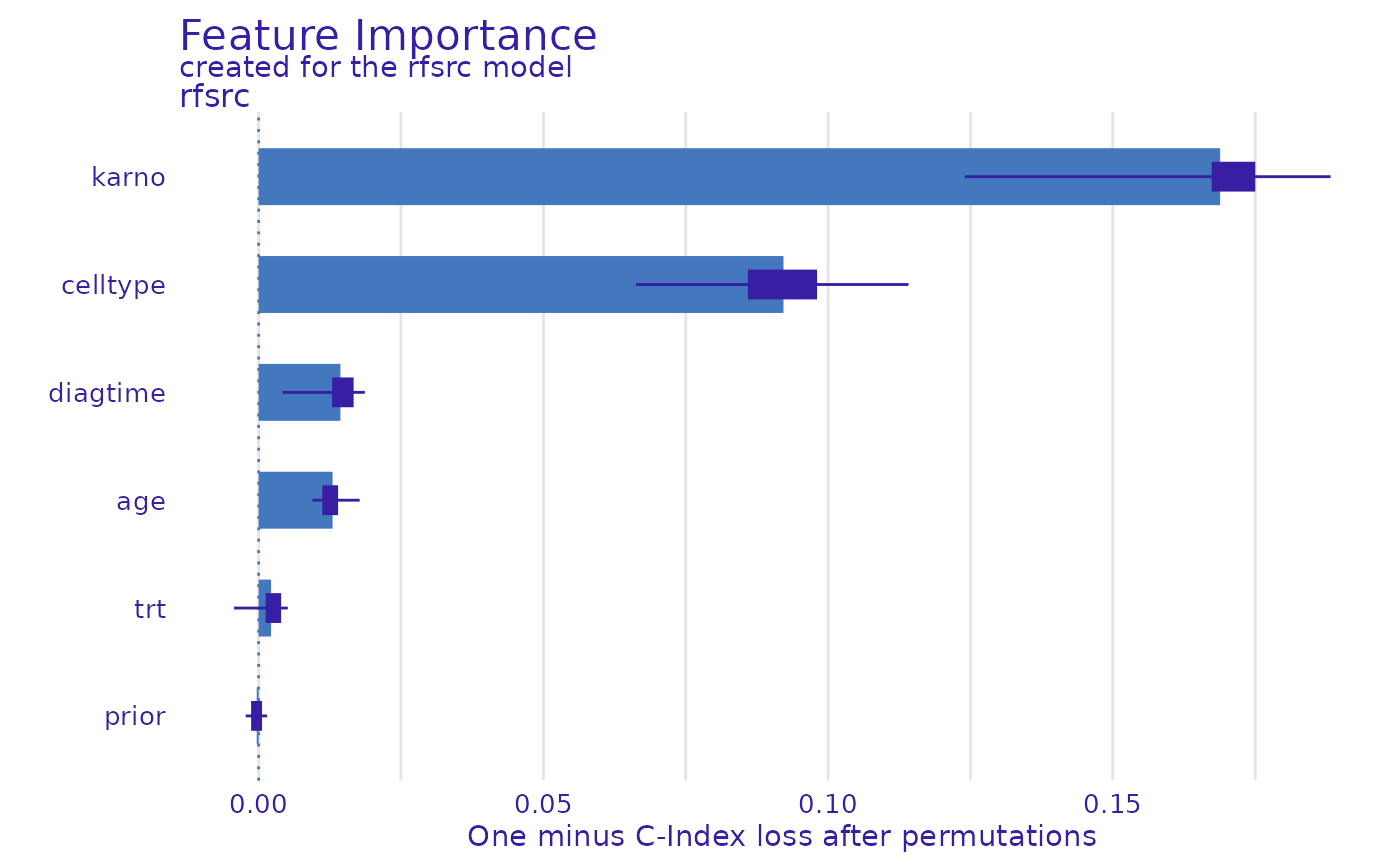 Feature Importance
created for the rfsrc model
rfsrc
karno
celltype
diagtime
age
trt
prior
0.00 0.05 0.10 0.15
One minus C-Index loss after permutations